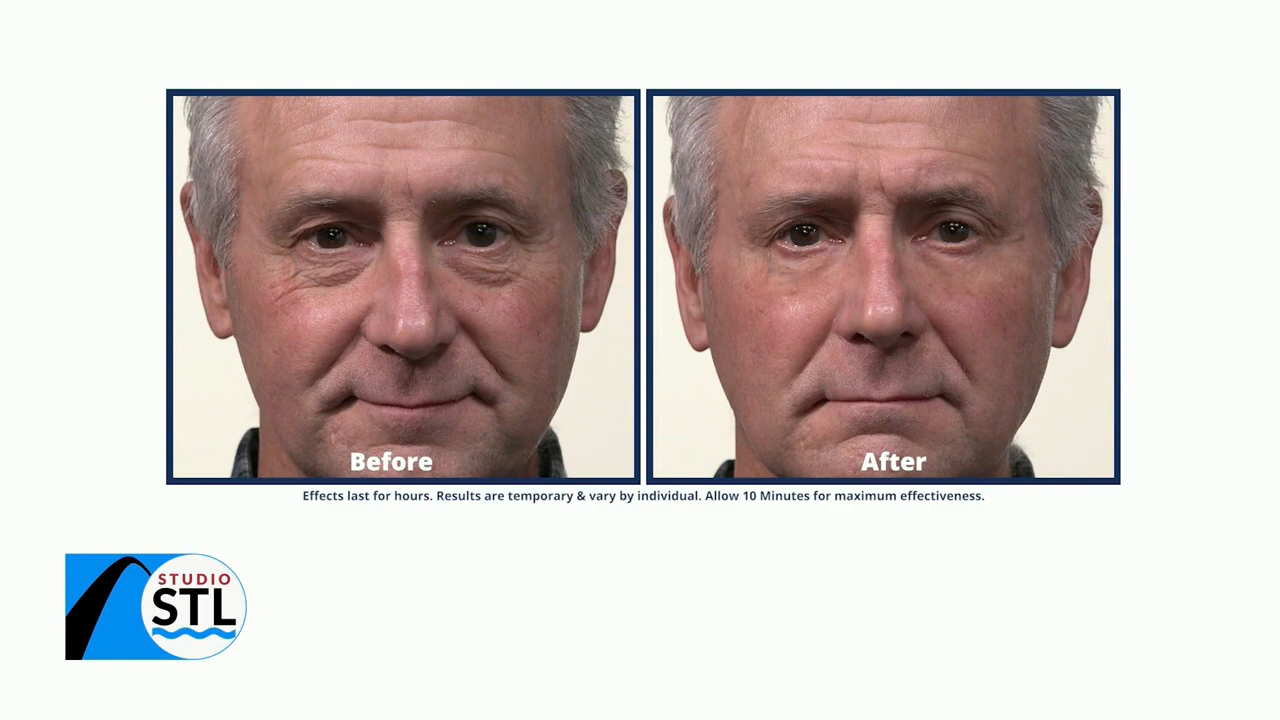 Before
After
Effects last for hours. Results are temporary & vary by individual. Allow 10 Minutes for maximum effectiveness.
STUDIO
STL